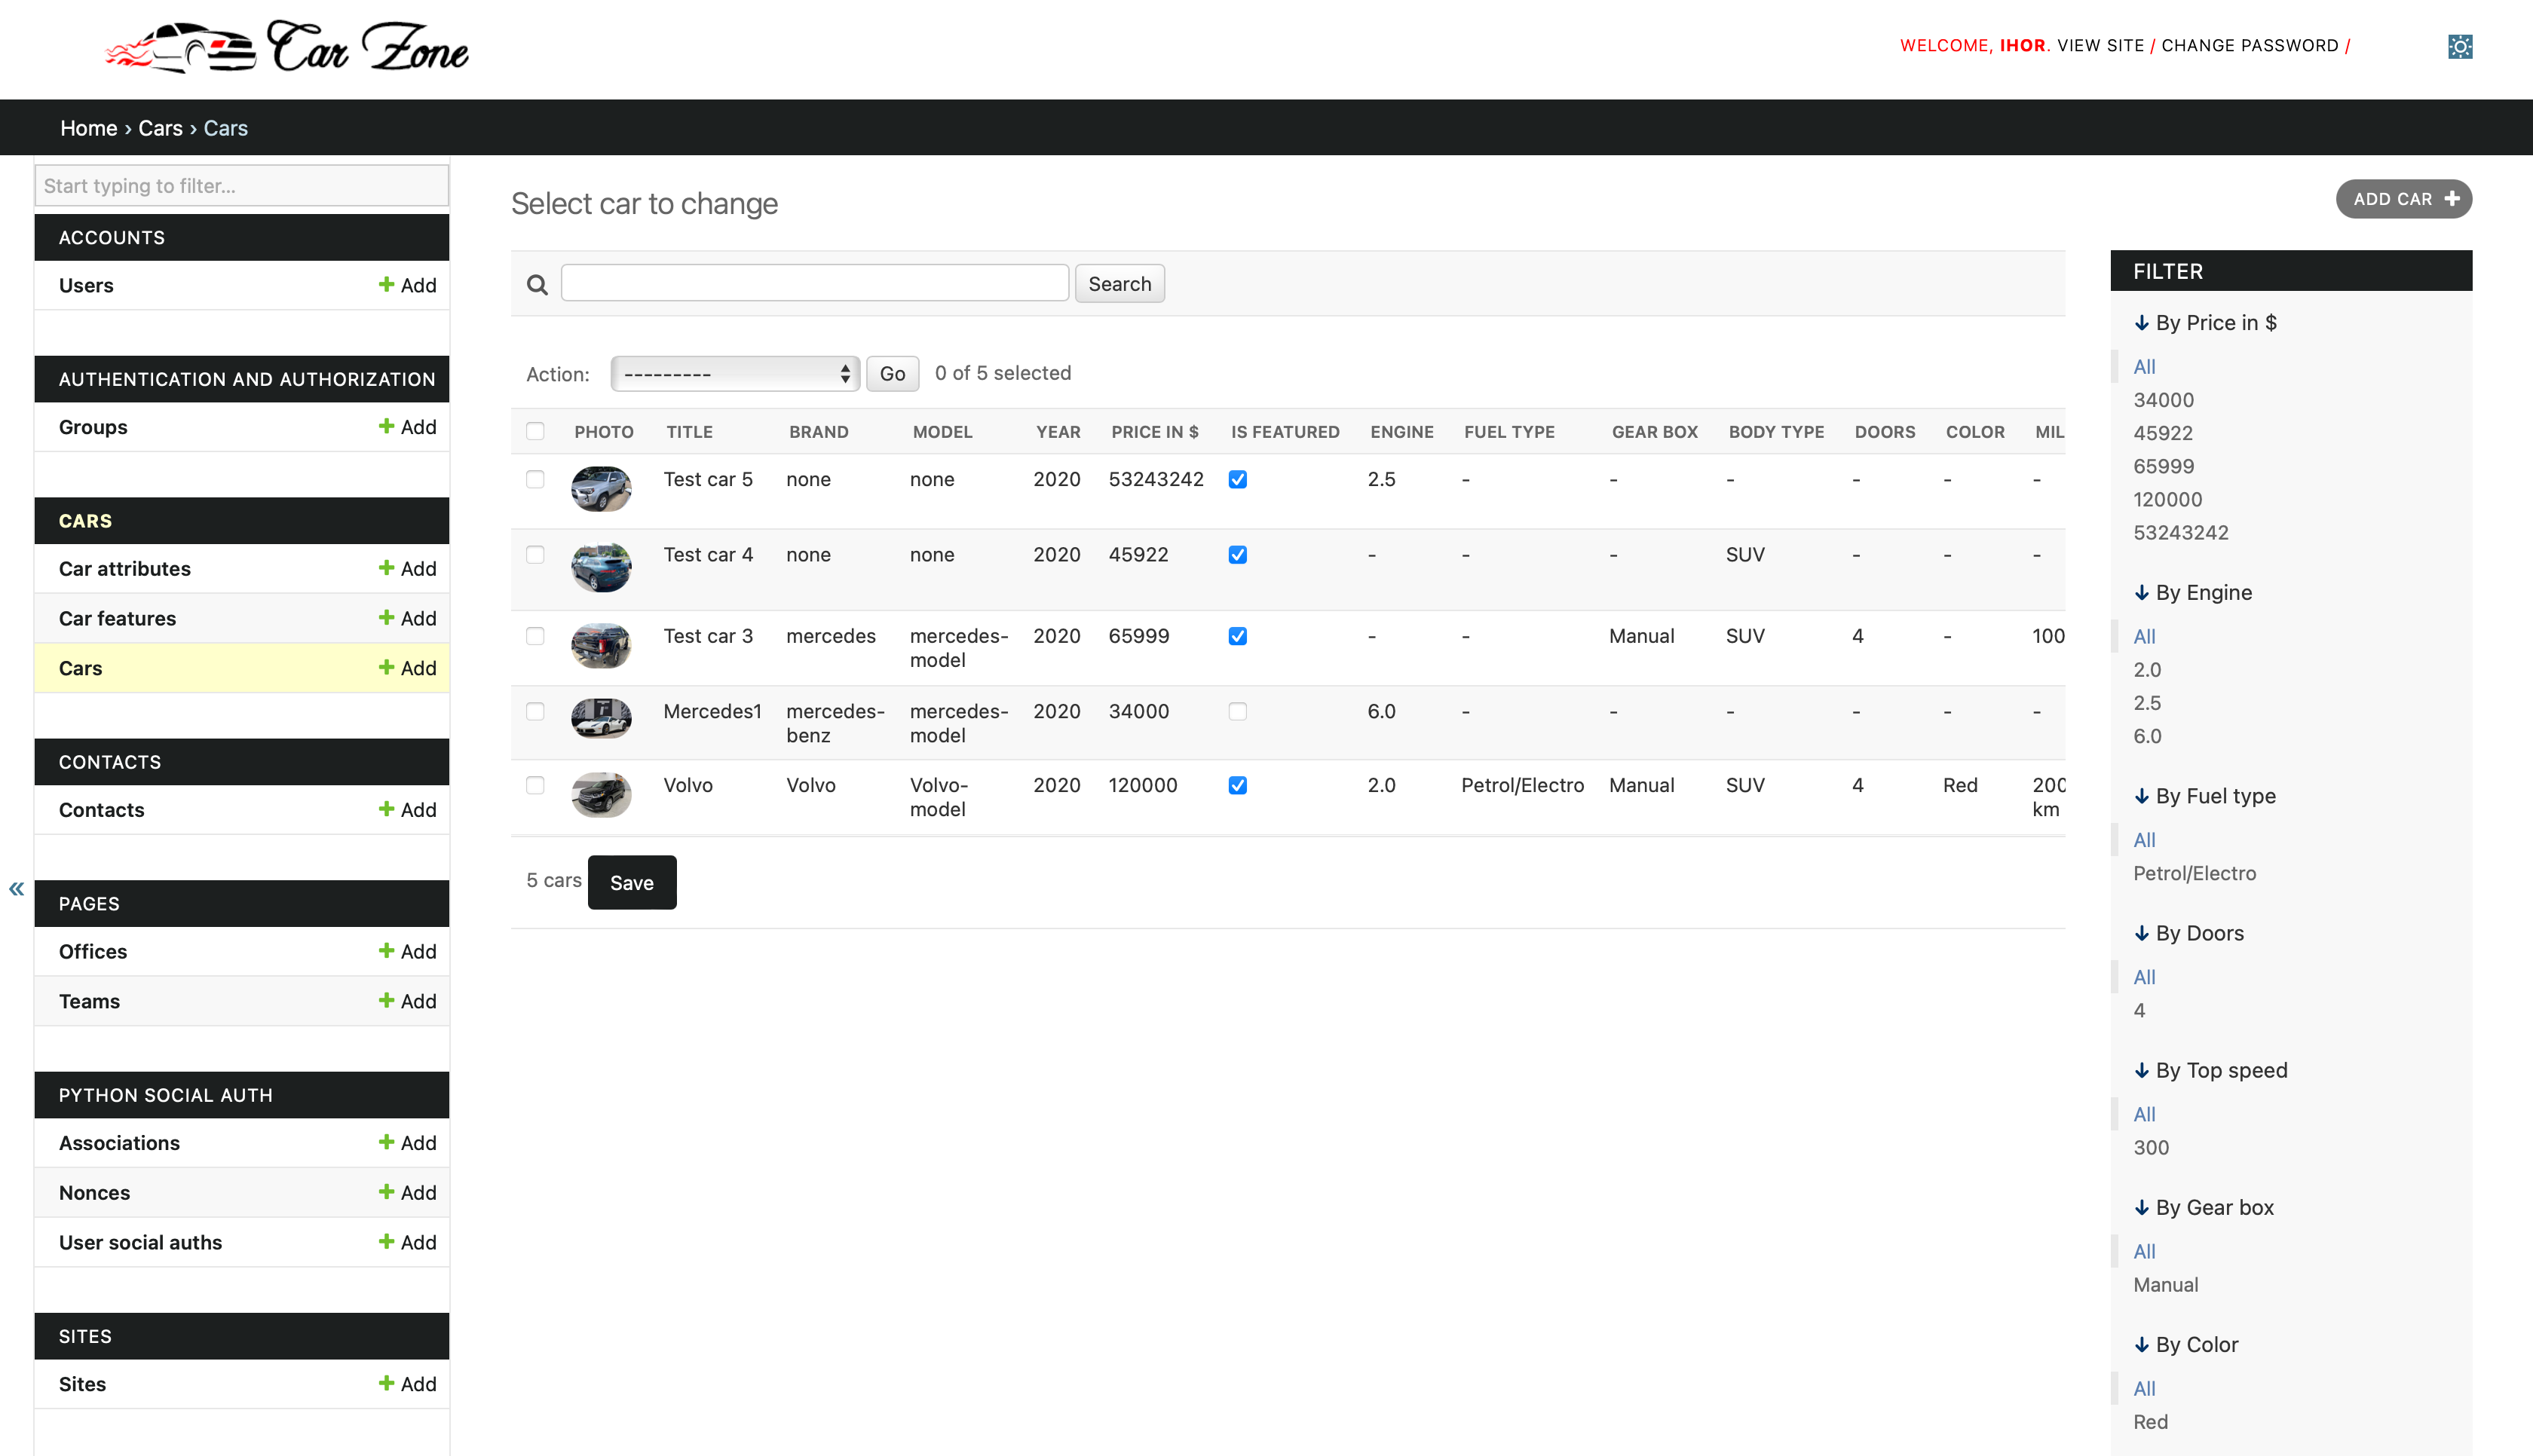 Car Zone
WELCOME, IHOR. VIEW SITE / CHANGE PASSWORD /
Home › Cars › Cars
Start typing to filter...
ACCOUNTS
Users + Add
AUTHENTICATION AND AUTHORIZATION
Groups + Add
CARS
Car attributes + Add
Car features + Add
Cars + Add
CONTACTS
Contacts + Add
«
PAGES
Offices + Add
Teams + Add
PYTHON SOCIAL AUTH
Associations + Add
Nonces + Add
User social auths + Add
SITES
Sites + Add
Select car to change
ADD CAR +
Search
Action: --------- Go 0 of 5 selected
PHOTO TITLE BRAND MODEL YEAR PRICE IN $ IS FEATURED ENGINE FUEL TYPE GEAR BOX BODY TYPE DOORS COLOR MIL
Test car 5 none none 2020 53243242 2.5 - - - - - -
Test car 4 none none 2020 45922 - - - SUV - - -
Test car 3 mercedes mercedes- 2020 65999 - - Manual SUV 4 - 100
model
Mercedes1 mercedes- mercedes- 2020 34000 6.0 - - - - - -
benz model
Volvo Volvo Volvo- 2020 120000 2.0 Petrol/Electro Manual SUV 4 Red 200
model km
5 cars Save
FILTER
↓ By Price in $
All
34000
45922
65999
120000
53243242
↓ By Engine
All
2.0
2.5
6.0
↓ By Fuel type
All
Petrol/Electro
↓ By Doors
All
4
↓ By Top speed
All
300
↓ By Gear box
All
Manual
↓ By Color
All
Red